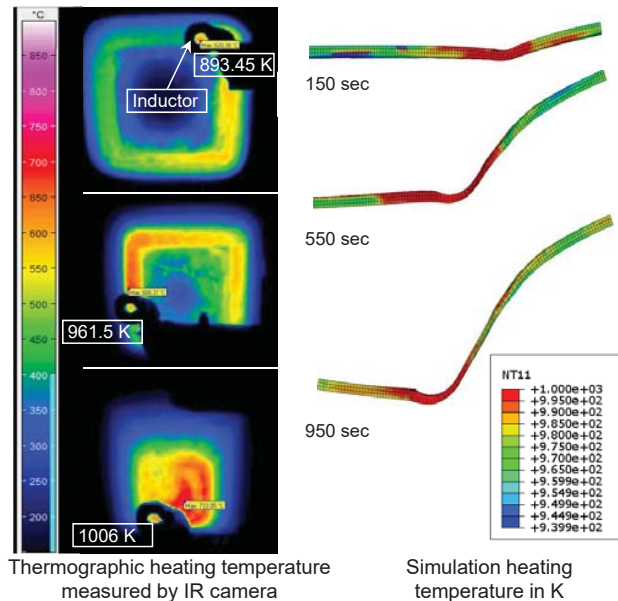 °C
850
800
750
700
650
600
550
500
450
400
350
300
250
200
893.45 K
Inductor
961.5 K
1006 K
Thermographic heating temperature
measured by IR camera
150 sec
550 sec
950 sec
NT11
+1.000e+03
+9.950e+02
+9.900e+02
+9.850e+02
+9.800e+02
+9.750e+02
+9.700e+02
+9.650e+02
+9.599e+02
+9.549e+02
+9.499e+02
+9.449e+02
+9.399e+02
Simulation heating
temperature in K